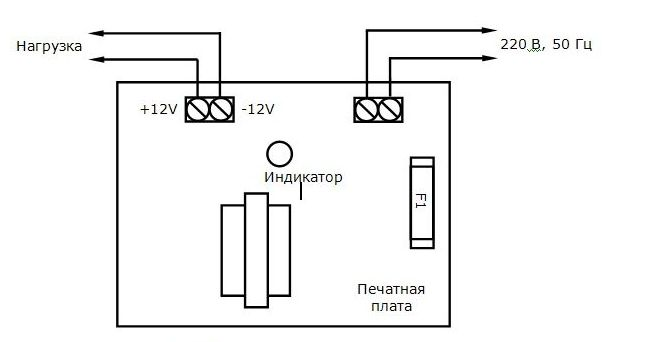 Нагрузка
220 В, 50 Гц
+12V
-12V
Индикатор
F1
Печатная
плата